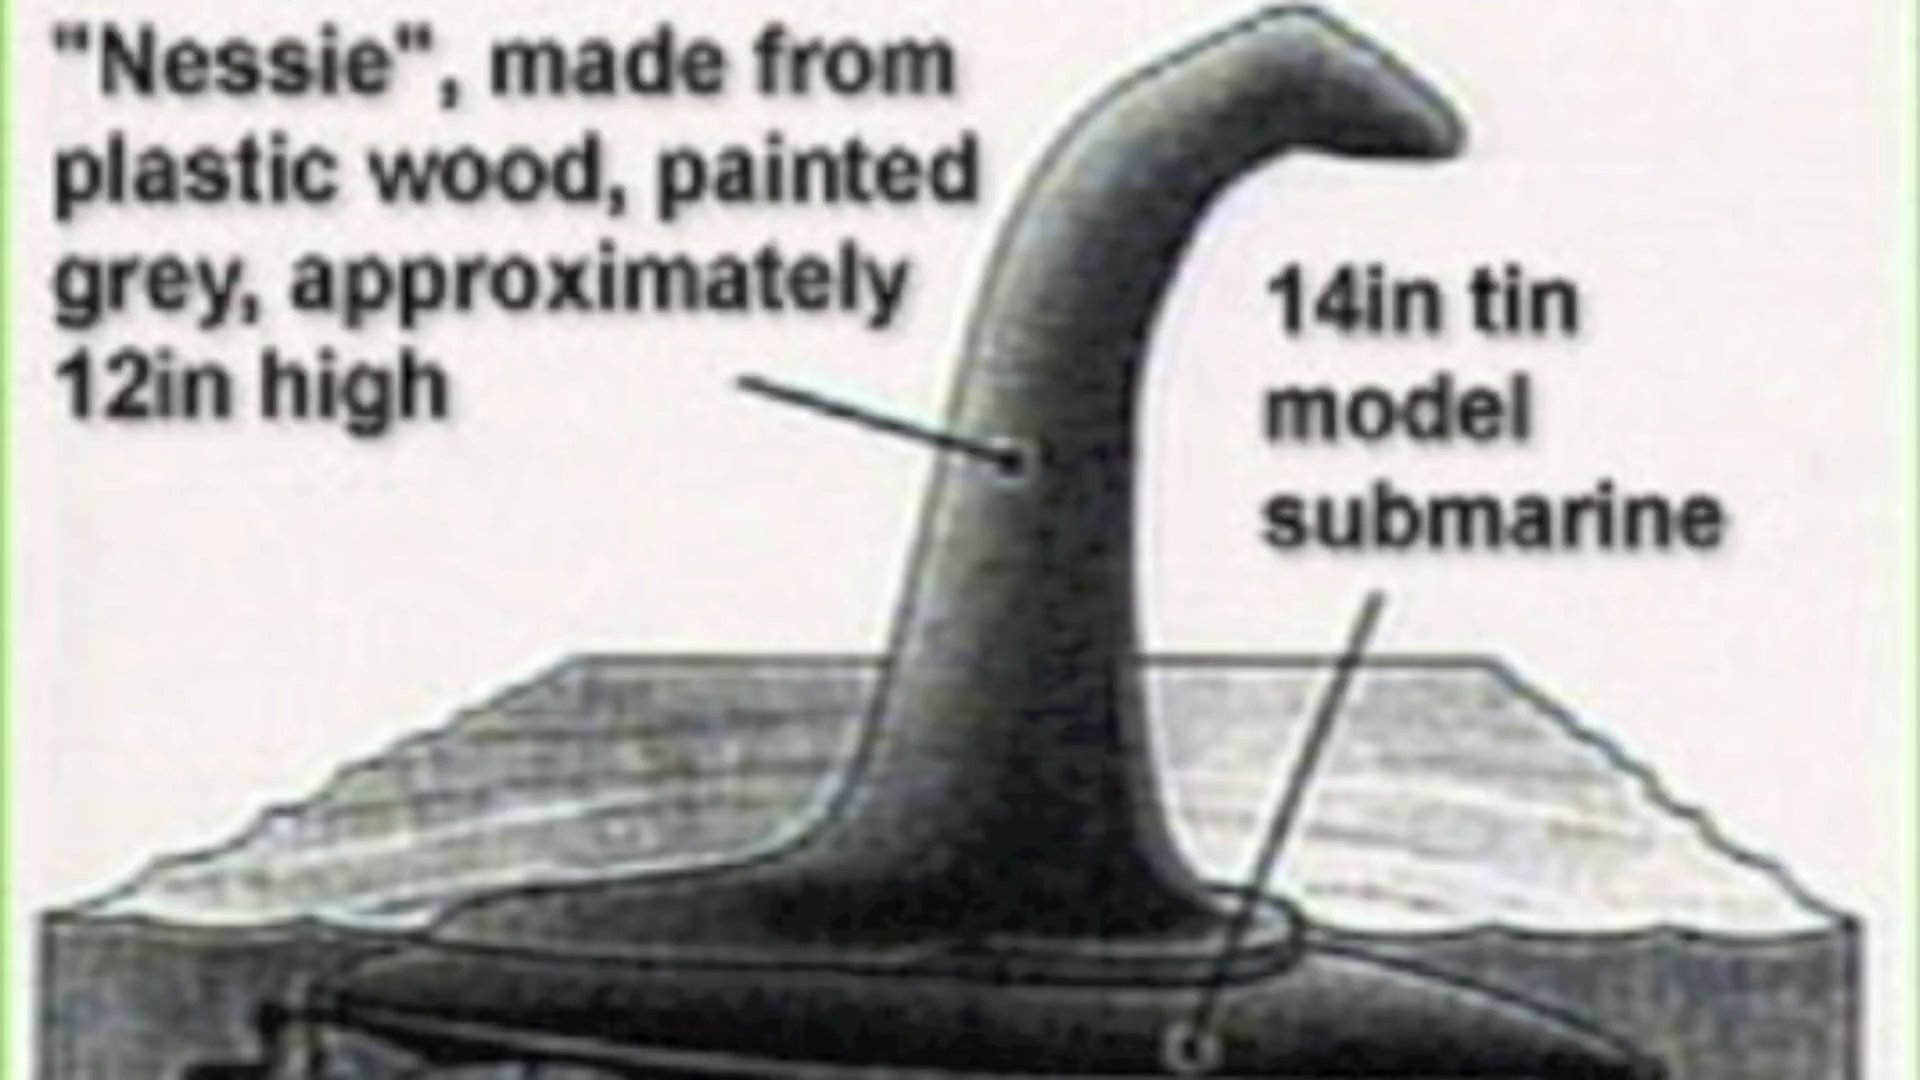 "Nessie", made from
plastic wood, painted
grey, approximately
12in high
14in tin
model
submarine